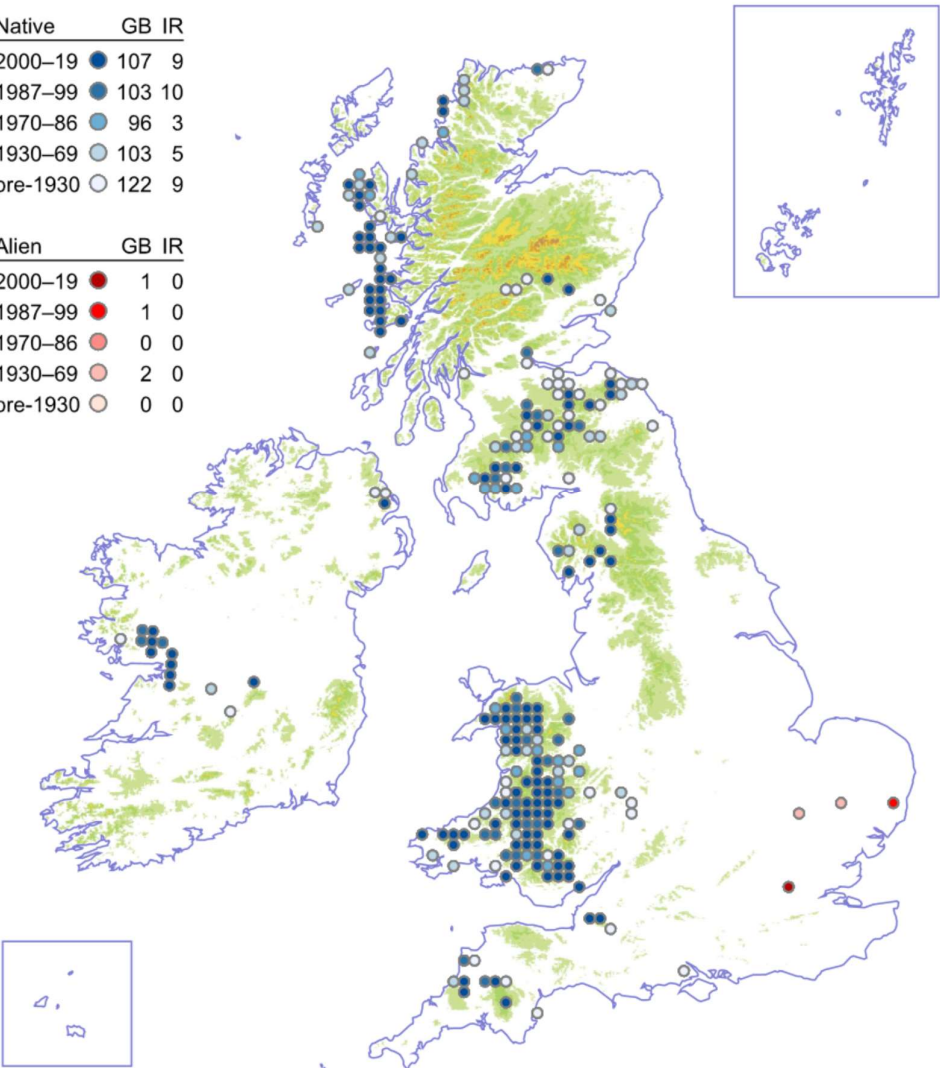 Native GB IR
2000–19 107 9
1987–99 103 10
1970–86 96 3
1930–69 103 5
pre-1930 122 9
Alien GB IR
2000–19 1 0
1987–99 1 0
1970–86 0 0
1930–69 2 0
pre-1930 0 0